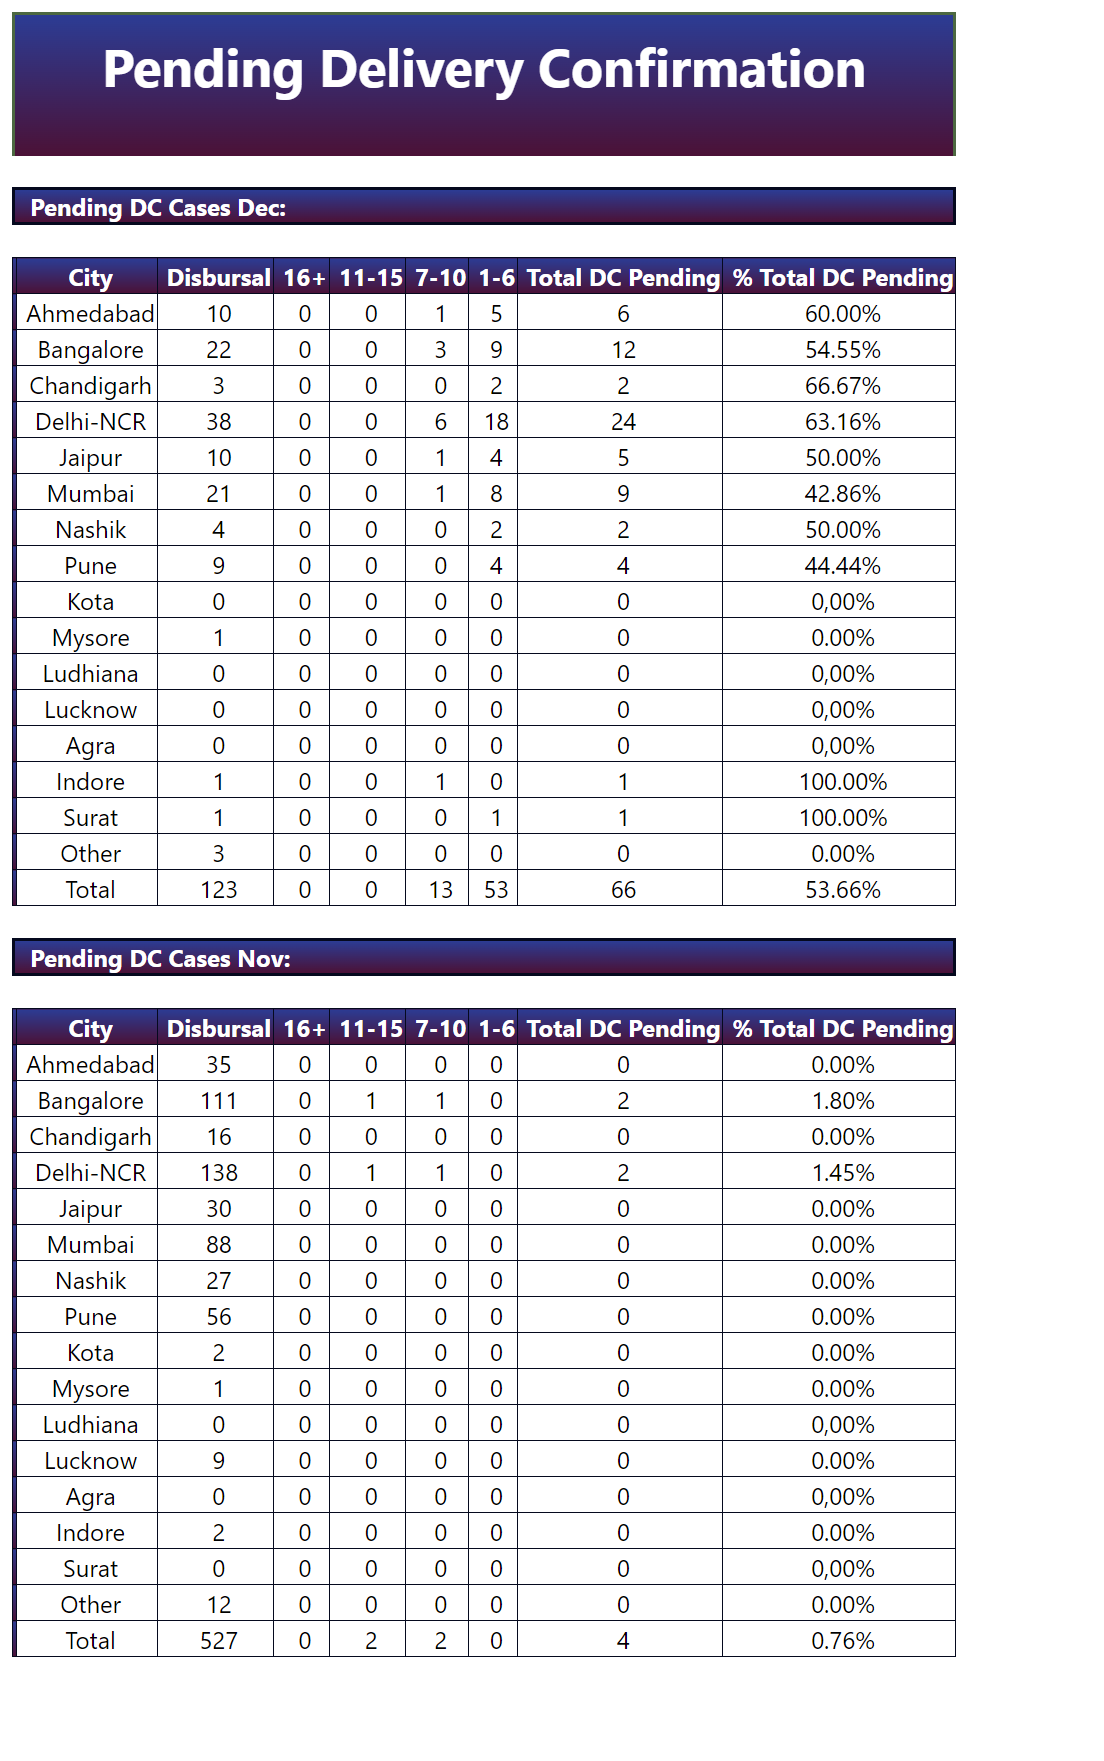 Pending Delivery Confirmation
Pending DC Cases Dec:
City Disbursal 16+ 11-15 7-10 1-6 Total DC Pending % Total DC Pending
Ahmedabad 10 0 0 1 5 6 60.00%
Bangalore 22 0 0 3 9 12 54.55%
Chandigarh 3 0 0 0 2 2 66.67%
Delhi-NCR 38 0 0 6 18 24 63.16%
Jaipur 10 0 0 1 4 5 50.00%
Mumbai 21 0 0 1 8 9 42.86%
Nashik 4 0 0 0 2 2 50.00%
Pune 9 0 0 0 4 4 44.44%
Kota 0 0 0 0 0 0 0,00%
Mysore 1 0 0 0 0 0 0.00%
Ludhiana 0 0 0 0 0 0 0,00%
Lucknow 0 0 0 0 0 0 0,00%
Agra 0 0 0 0 0 0 0,00%
Indore 1 0 0 1 0 1 100.00%
Surat 1 0 0 0 1 1 100.00%
Other 3 0 0 0 0 0 0.00%
Total 123 0 0 13 53 66 53.66%
Pending DC Cases Nov:
City Disbursal 16+ 11-15 7-10 1-6 Total DC Pending % Total DC Pending
Ahmedabad 35 0 0 0 0 0 0.00%
Bangalore 111 0 1 1 0 2 1.80%
Chandigarh 16 0 0 0 0 0 0.00%
Delhi-NCR 138 0 1 1 0 2 1.45%
Jaipur 30 0 0 0 0 0 0.00%
Mumbai 88 0 0 0 0 0 0.00%
Nashik 27 0 0 0 0 0 0.00%
Pune 56 0 0 0 0 0 0.00%
Kota 2 0 0 0 0 0 0.00%
Mysore 1 0 0 0 0 0 0.00%
Ludhiana 0 0 0 0 0 0 0,00%
Lucknow 9 0 0 0 0 0 0.00%
Agra 0 0 0 0 0 0 0,00%
Indore 2 0 0 0 0 0 0.00%
Surat 0 0 0 0 0 0 0,00%
Other 12 0 0 0 0 0 0.00%
Total 527 0 2 2 0 4 0.76%